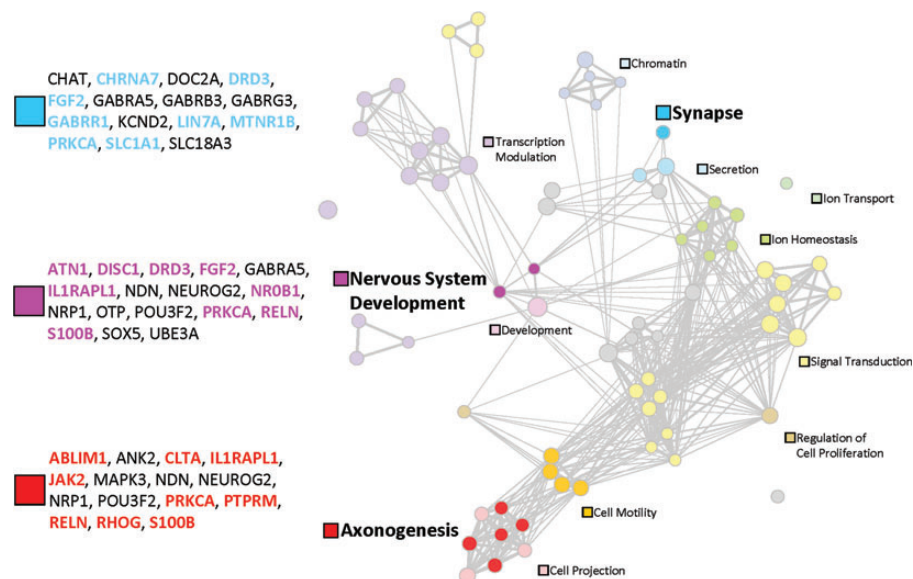 CHAT, CHRNA7, DOC2A, DRD3,
FGF2, GABRA5, GABRB3, GABRG3,
GABRR1, KCND2, LIN7A, MTNR1B,
PRKCA, SLC1A1, SLC18A3
Chromatin
Synapse
Transcription
Modulation
Secretion
Ion Transport
Ion Homeostasis
ATN1, DISC1, DRD3, FGF2, GABRA5,
IL1RAPL1, NDN, NEUROG2, NR0B1,
NRP1, OTP, POU3F2, PRKCA, RELN,
S100B, SOX5, UBE3A
Nervous System
Development
Development
Signal Transduction
Regulation of
Cell Proliferation
ABLIM1, ANK2, CLTA, IL1RAPL1,
JAK2, MAPK3, NDN, NEUROG2,
NRP1, POU3F2, PRKCA, PTPRM,
RELN, RHOG, S100B
Cell Motility
Axonogenesis
Cell Projection